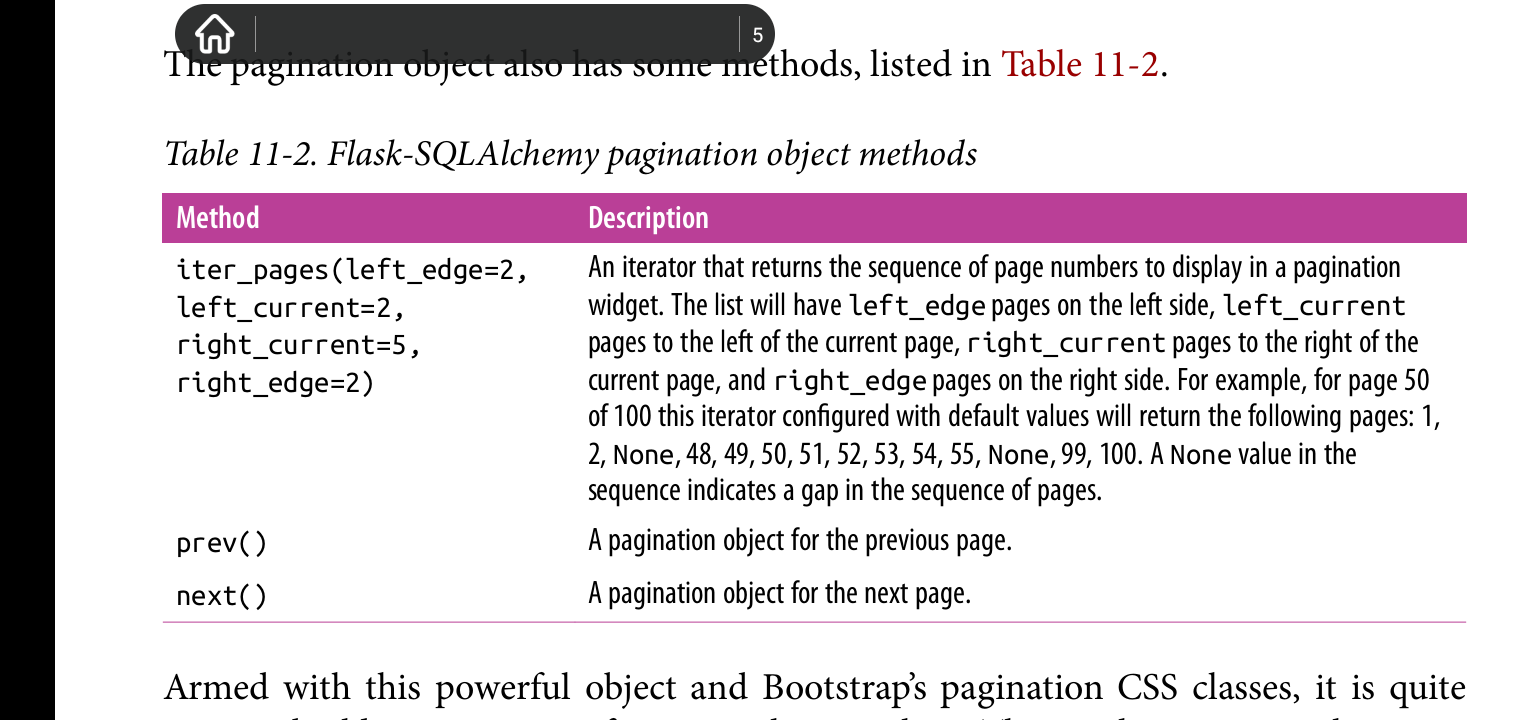 5
The pagination object also has some methods, listed in Table 11-2.
Table 11-2. Flask-SQLAlchemy pagination object methods
Method Description
iter_pages(left_edge=2, An iterator that returns the sequence of page numbers to display in a pagination
left_current=2, widget. The list will have left_edge pages on the left side, left_current
right_current=5, pages to the left of the current page, right_current pages to the right of the
right_edge=2) current page, and right_edge pages on the right side. For example, for page 50
of 100 this iterator configured with default values will return the following pages: 1,
2, None, 48, 49, 50, 51, 52, 53, 54, 55, None, 99, 100. A None value in the
sequence indicates a gap in the sequence of pages.
prev() A pagination object for the previous page.
next() A pagination object for the next page.
Armed with this powerful object and Bootstrap’s pagination CSS classes, it is quite